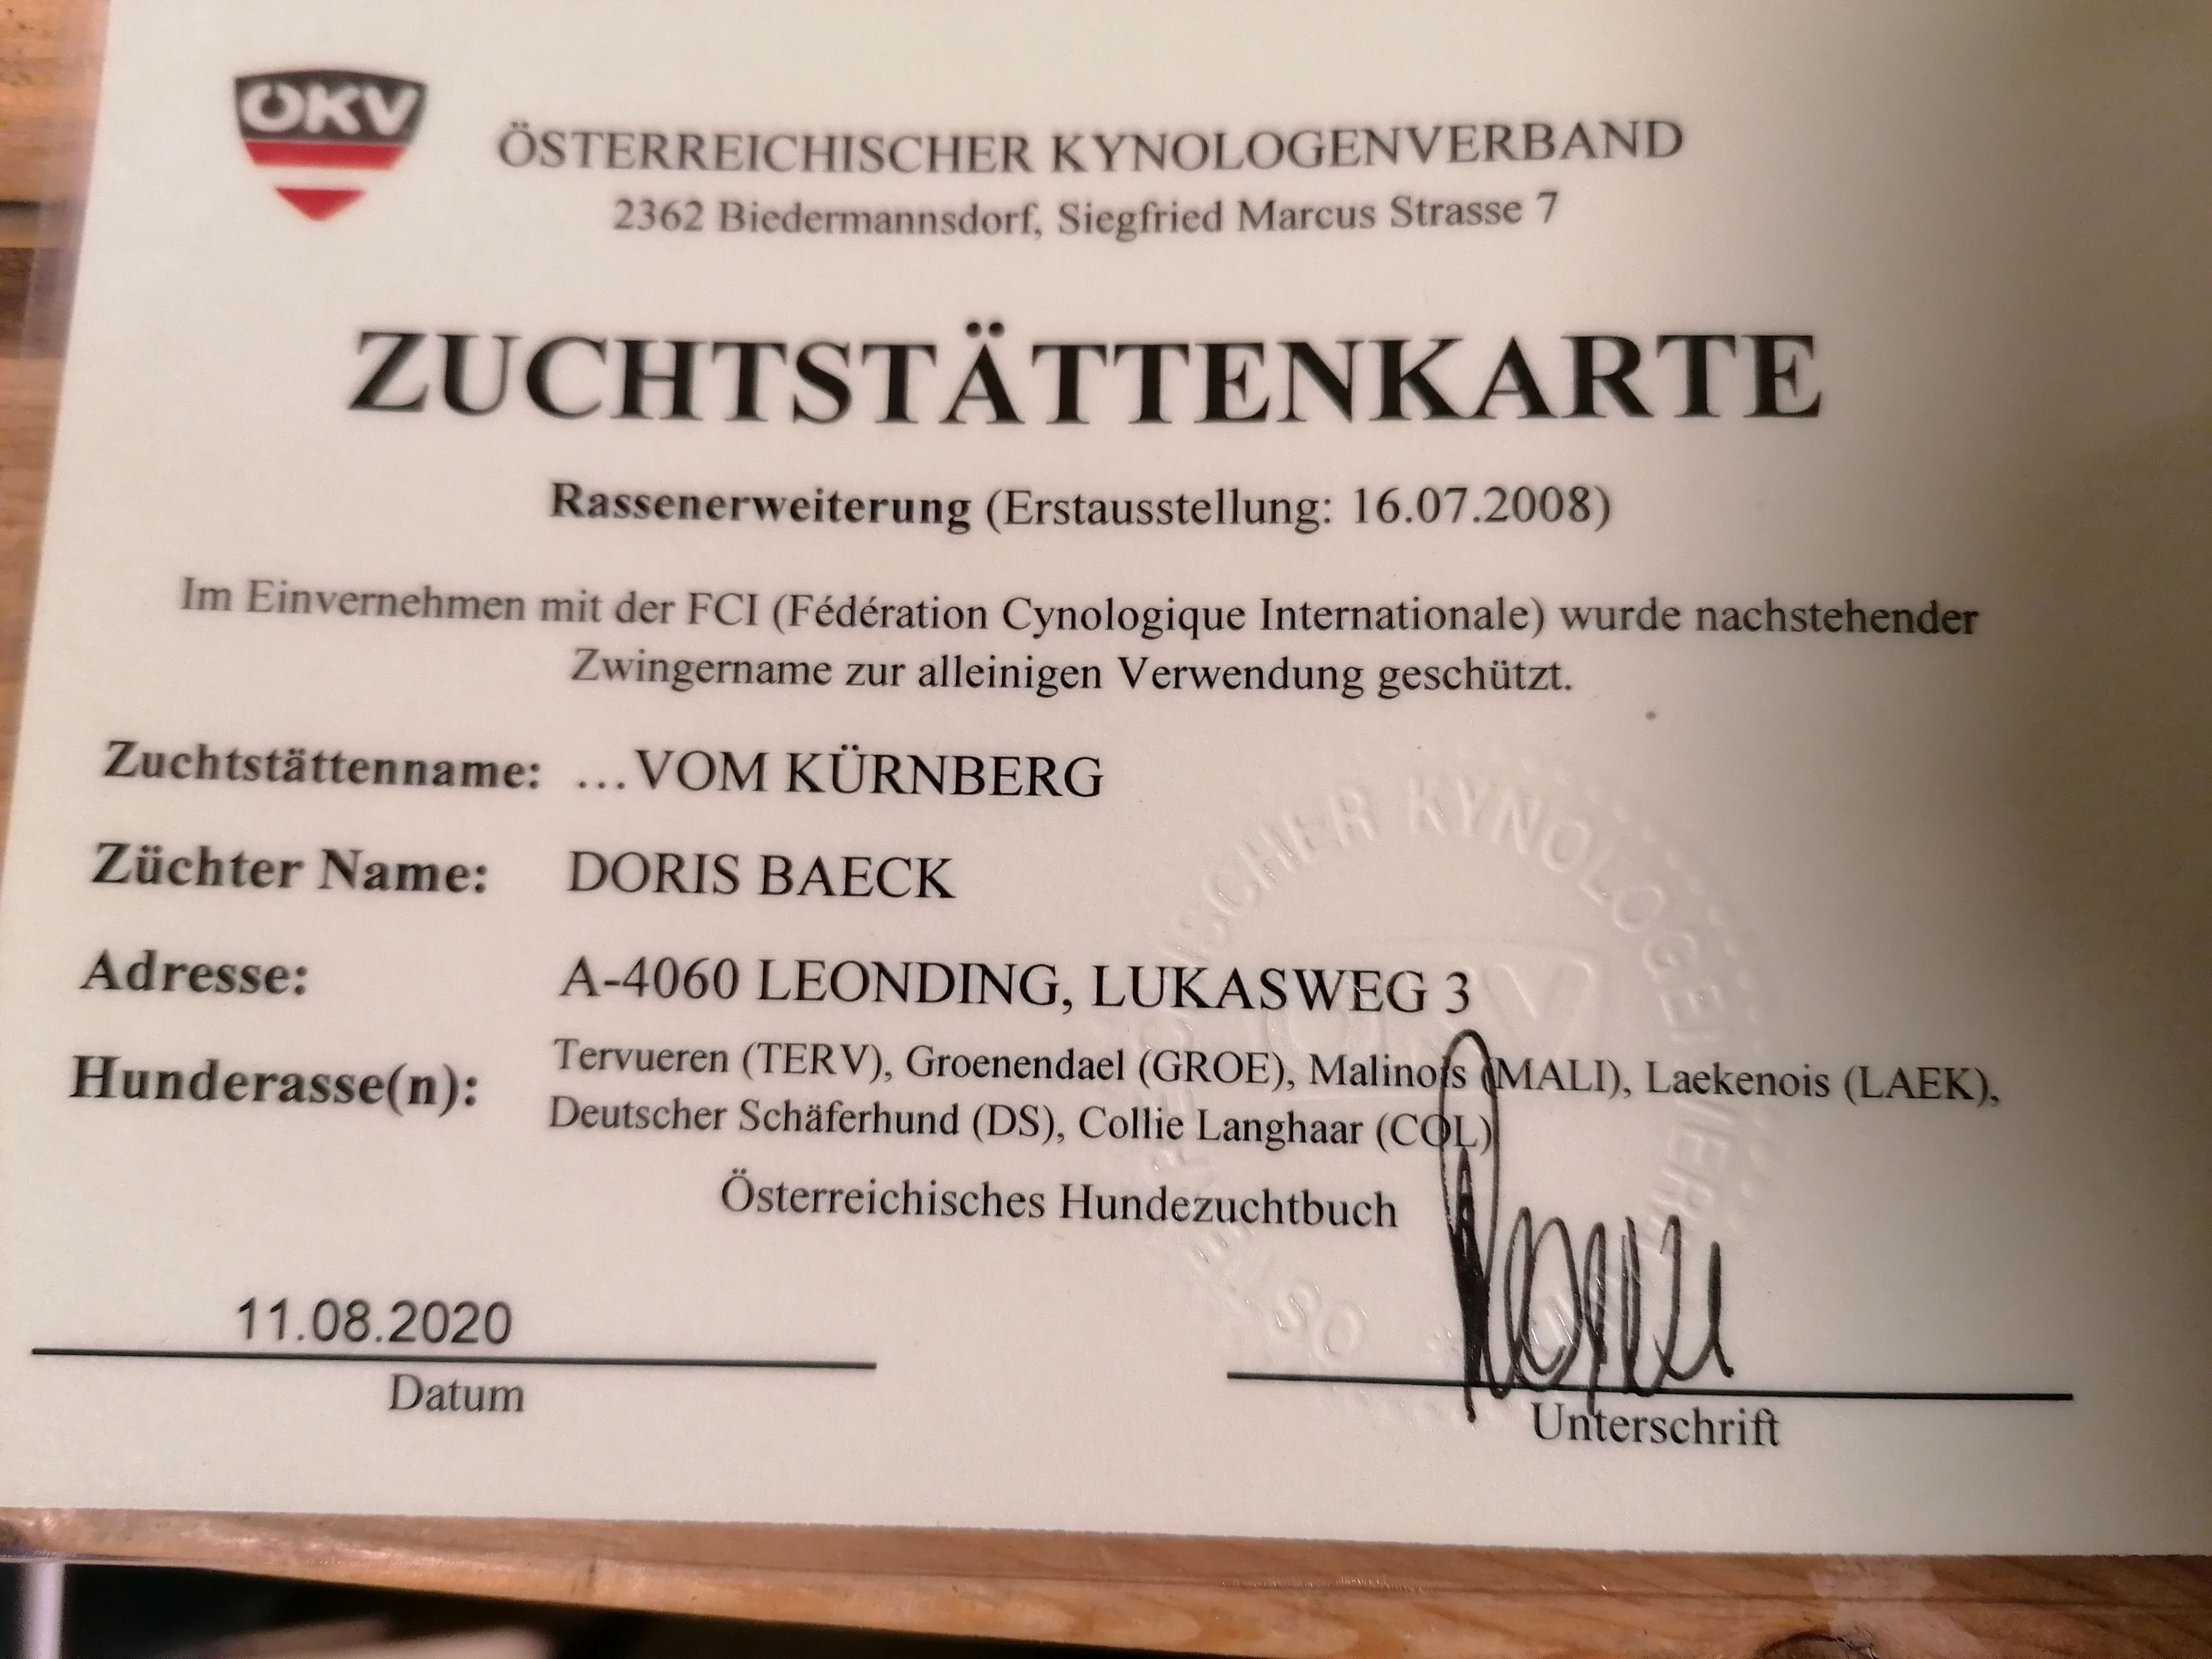 ÖKV
ÖSTERREICHISCHER KYNOLOGENVERBAND
2362 Biedermannsdorf, Siegfried Marcus Strasse 7
ZUCHTSTÄTTENKARTE
Rassenerweiterung (Erstausstellung: 16.07.2008)
Im Einvernehmen mit der FCI (Fédération Cynologique Internationale) wurde nachstehender
Zwingername zur alleinigen Verwendung geschützt.
Zuchtstättenname: ...VOM KÜRNBERG
Züchter Name: DORIS BAECK
Adresse: A-4060 LEONDING, LUKASWEG 3
Hunderasse(n): Tervueren (TERV), Groenendael (GROE), Malinois (MALI), Laekenois (LAEK),
Deutscher Schäferhund (DS), Collie Langhaar (COL)
Österreichisches Hundezuchtbuch
11.08.2020
Datum
Unterschrift